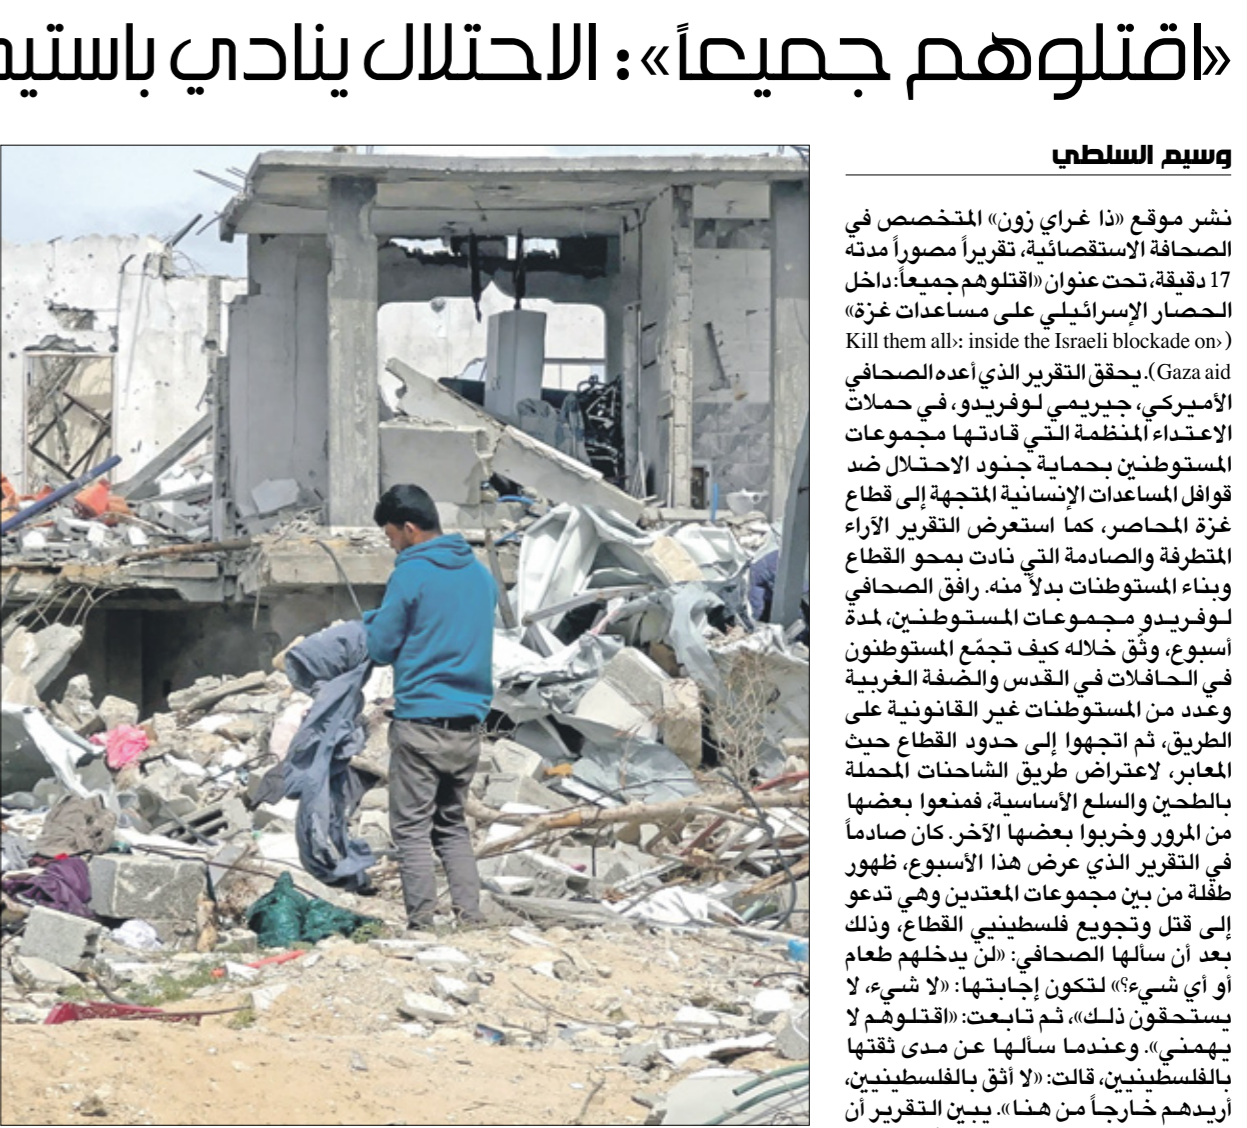 «اقتلوهم جميعاً»: الاحتلال ينادي
وسيم السلطي
نشر موقع «ذا غراي زون» المتخصص في
الصحافة الاستقصائية، تقريراً مصوراً مدته
17 دقيقة، تحت عنوان «اقتلوهم جميعاً: داخل
الحصار الإسرائيلي على مساعدات غزة»
(‹Kill them all›: inside the Israeli blockade on
Gaza aid). يحقق التقرير الذي أعده الصحافي
الأميركي، جيريمي لوفريدو، في حملات
الاعتداء المنظمة التي قادتها مجموعات
المستوطنين بحماية جنود الاحتلال ضد
قوافل المساعدات الإنسانية المتجهة إلى قطاع
غزة المحاصر، كما استعرض التقرير الآراء
المتطرفة والصادمة التي نادت بمحو القطاع
وبناء المستوطنات بدلاً منه. رافق الصحافي
لوفريدو مجموعات المستوطنين، لمدة
أسبوع، وثّق خلاله كيف تجمّع المستوطنون
في الحافلات في القدس والضفة الغربية
وعدد من المستوطنات غير القانونية على
الطريق، ثم اتجهوا إلى حدود القطاع حيث
المعابر، لاعتراض طريق الشاحنات المحملة
بالطحين والسلع الأساسية، فمنعوا بعضها
من المرور وخربوا بعضها الآخر. كان صادماً
في التقرير الذي عرض هذا الأسبوع، ظهور
طفلة من بين مجموعات المعتدين وهي تدعو
إلى قتل وتجويع فلسطينيي القطاع، وذلك
بعد أن سألها الصحافي: «لن يدخلهم طعام
أو أي شيء؟» لتكون إجابتها: «لا شيء، لا
يستحقون ذلك»، ثم تابعت: «اقتلوهم لا
يهمني». وعندما سألها عن مدى ثقتها
بالفلسطينيين، قالت: «لا أثق بالفلسطينيين،
أريدهم خارجاً من هنا». يبين التقرير أن